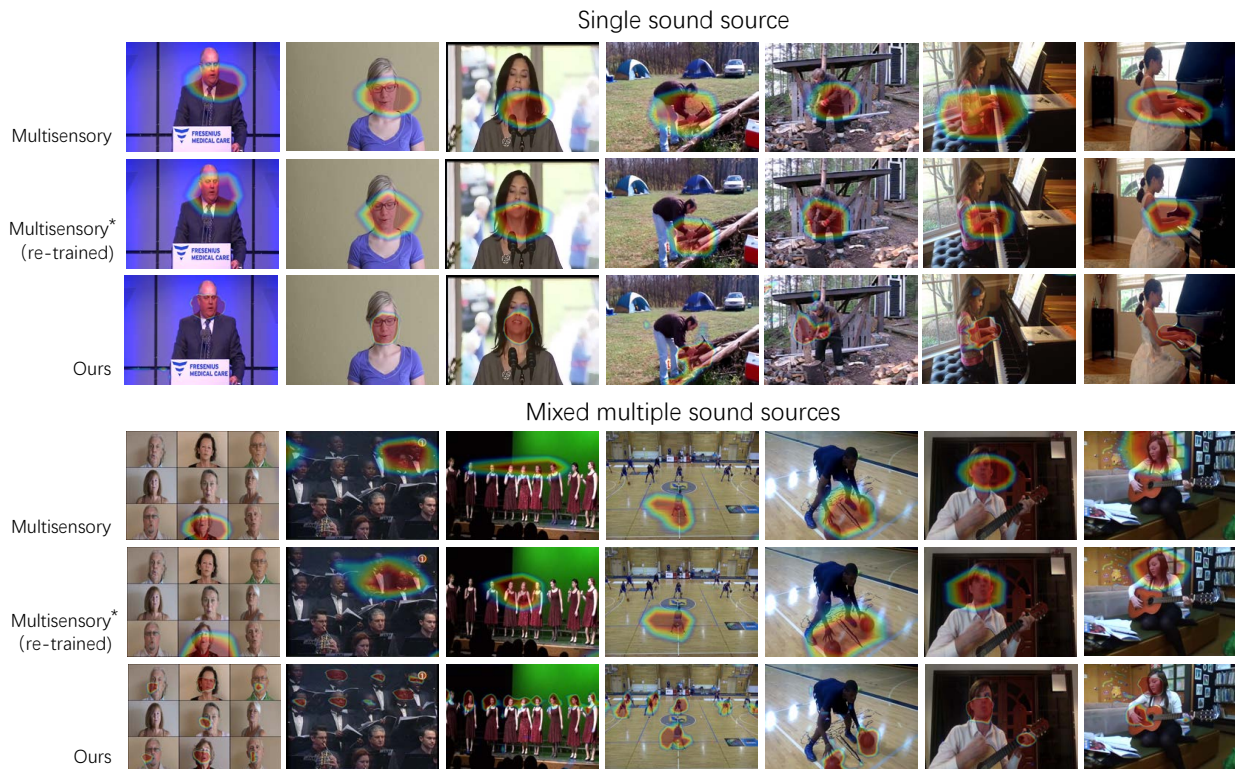 Single sound source
Multisensory
FRESENIUS
MEDICAL CARE
Multisensory*
(re-trained)
FRESENIUS
MEDICAL CARE
Ours
FRESENIUS
MEDICAL CARE
Mixed multiple sound sources
Multisensory
Multisensory*
(re-trained)
Ours